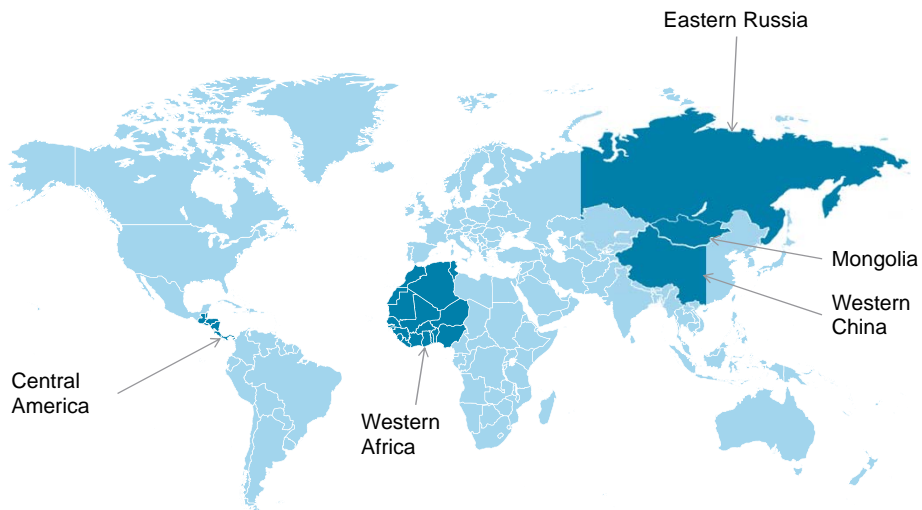 Eastern Russia
Mongolia
Western
China
Central
America
Western
Africa